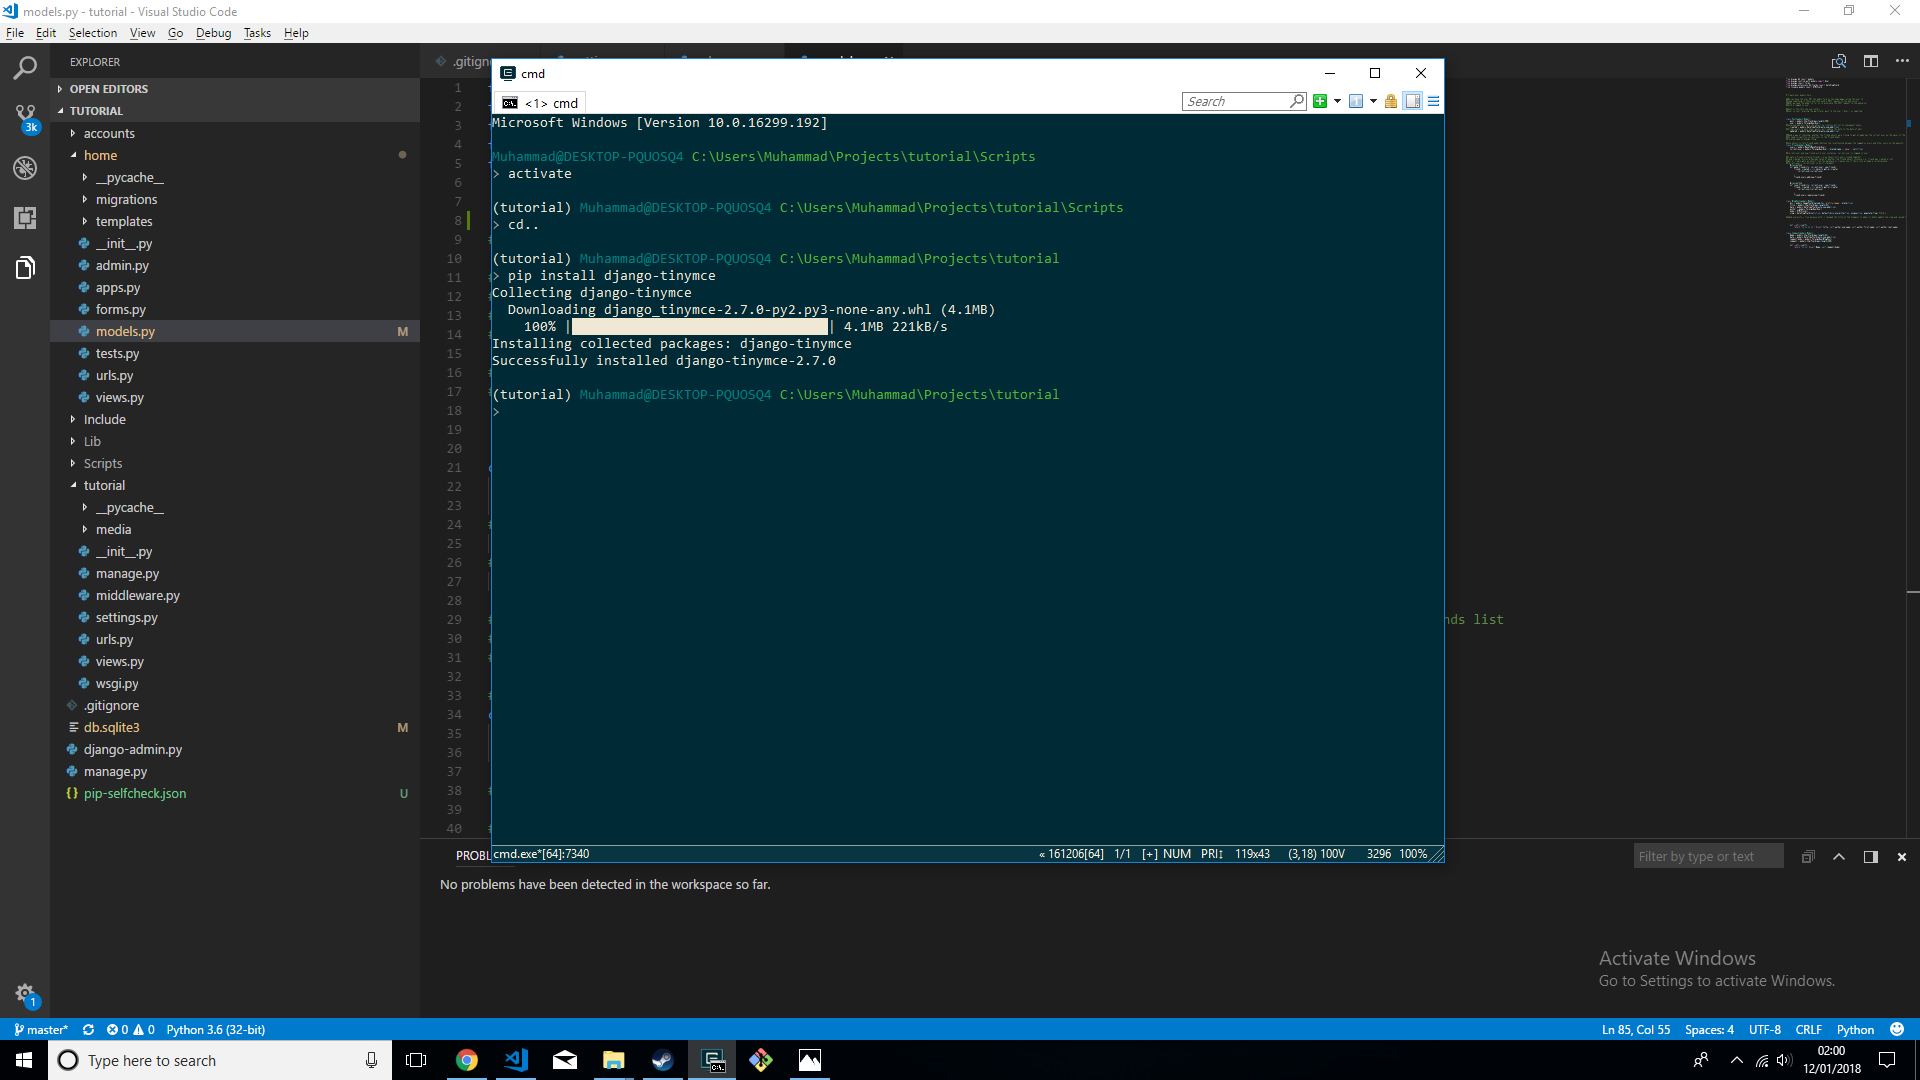 models.py - tutorial - Visual Studio Code
File Edit Selection View Go Debug Tasks Help
EXPLORER
OPEN EDITORS
TUTORIAL
accounts
home
__pycache__
migrations
templates
__init__.py
admin.py
apps.py
forms.py
models.py M
tests.py
urls.py
views.py
Include
Lib
Scripts
tutorial
__pycache__
media
__init__.py
manage.py
middleware.py
settings.py
urls.py
views.py
wsgi.py
.gitignore
db.sqlite3 M
django-admin.py
manage.py
pip-selfcheck.json U
3k
1
.gitign
1
2
3
4
5
6
7
8
9
10
11
12
13
14
15
16
17
18
19
20
21
22
23
24
25
26
27
28
29
30
31
32
33
34
35
36
37
38
39
40
nds list
cmd
<1> cmd
Search
Microsoft Windows [Version 10.0.16299.192]
Muhammad@DESKTOP-PQUOSQ4 C:\Users\Muhammad\Projects\tutorial\Scripts
> activate
(tutorial) Muhammad@DESKTOP-PQUOSQ4 C:\Users\Muhammad\Projects\tutorial\Scripts
> cd..
(tutorial) Muhammad@DESKTOP-PQUOSQ4 C:\Users\Muhammad\Projects\tutorial
> pip install django-tinymce
Collecting django-tinymce
Downloading django_tinymce-2.7.0-py2.py3-none-any.whl (4.1MB)
100% | | 4.1MB 221kB/s
Installing collected packages: django-tinymce
Successfully installed django-tinymce-2.7.0
(tutorial) Muhammad@DESKTOP-PQUOSQ4 C:\Users\Muhammad\Projects\tutorial
>
cmd.exe*[64]:7340 « 161206[64] 1/1 [+] NUM PRI↕ 119x43 (3,18) 100V 3296 100%
PROBL
Filter by type or text
No problems have been detected in the workspace so far.
Activate Windows
Go to Settings to activate Windows.
master* 0 0 Python 3.6 (32-bit) Ln 85, Col 55 Spaces: 4 UTF-8 CRLF Python
Type here to search
02:00
12/01/2018